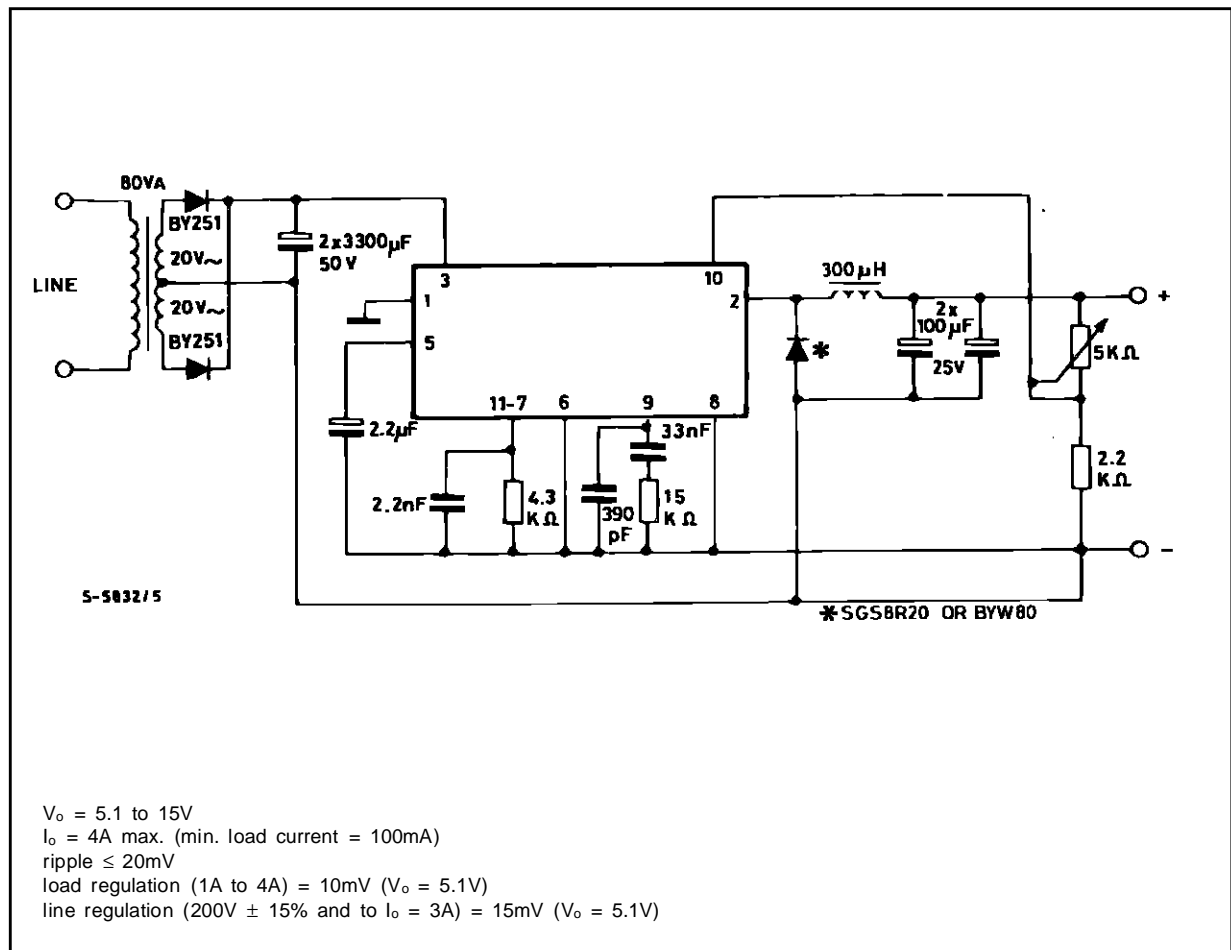 80VA
BY251
20V~
20V~
BY251
LINE
2x3300µF
50V
3
1
5
10
2
11-7
6
9
8
300µH
2x
100µF
25V
*
5KΩ
2.2
KΩ
+
-
2.2µF
2.2nF
4.3
KΩ
33nF
390
pF
15
KΩ
S-5832/5
*SGS8R20 OR BYW80
Vo = 5.1 to 15V
Io = 4A max. (min. load current = 100mA)
ripple ≤ 20mV
load regulation (1A to 4A) = 10mV (Vo = 5.1V)
line regulation (200V ± 15% and to Io = 3A) = 15mV (Vo = 5.1V)